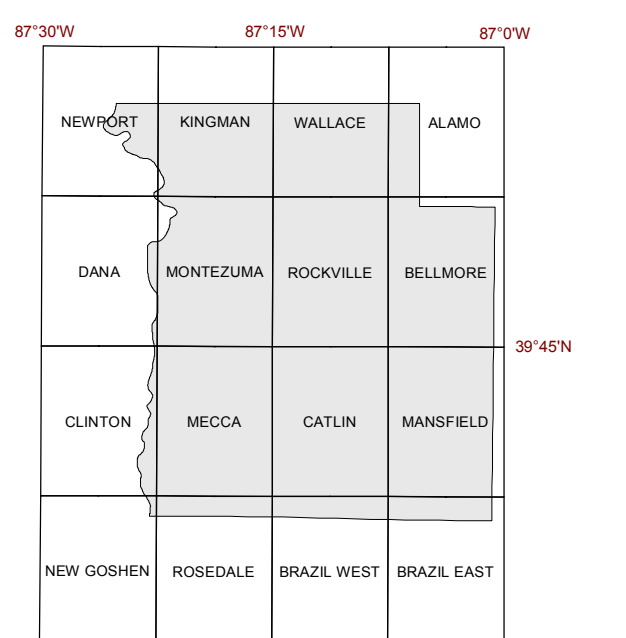 87°30'W 87°15'W 87°0'W
NEWPORT KINGMAN WALLACE ALAMO
DANA MONTEZUMA ROCKVILLE BELLMORE
39°45'N
CLINTON MECCA CATLIN MANSFIELD
NEW GOSHEN ROSEDALE BRAZIL WEST BRAZIL EAST